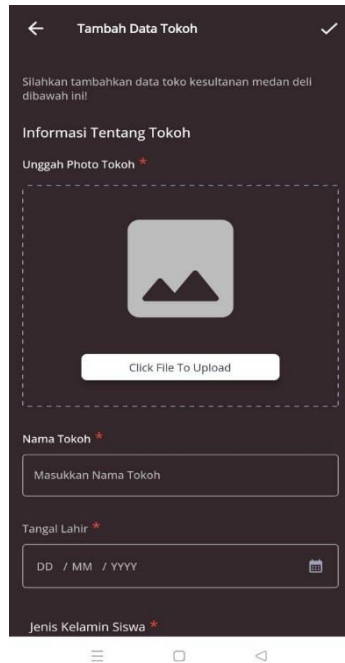 Tambah Data Tokoh
Silahkan tambahkan data toko kesultanan medan deli
dibawah ini!
Informasi Tentang Tokoh
Unggah Photo Tokoh *
Click File To Upload
Nama Tokoh *
Masukkan Nama Tokoh
Tangal Lahir *
DD / MM / YYYY
Jenis Kelamin Siswa *